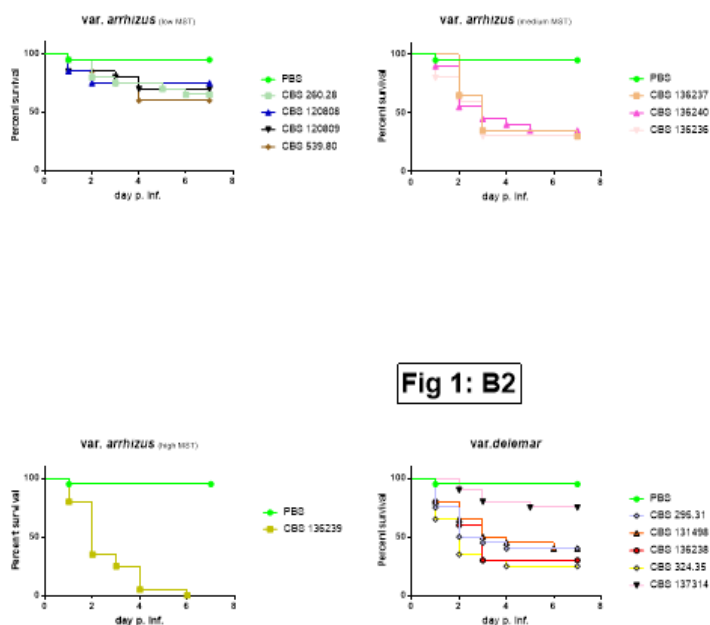 var. arrhizus (low MST)
Percent survival
100
50
0
0 2 4 6 8
day p. Inf.
PBS
CBS 260.28
CBS 120808
CBS 120809
CBS 539.80
var. arrhizus (medium MST)
Percent survival
100
50
0
0 2 4 6 8
day p. Inf.
PBS
CBS 136237
CBS 136240
CBS 136236
Fig 1: B2
var. arrhizus (high MST)
Percent survival
100
50
0
0 2 4 6 8
day p. Inf.
PBS
CBS 136239
var.delemar
Percent survival
100
50
0
0 2 4 6 8
day p. Inf.
PBS
CBS 296.31
CBS 131498
CBS 136238
CBS 324.35
CBS 137314